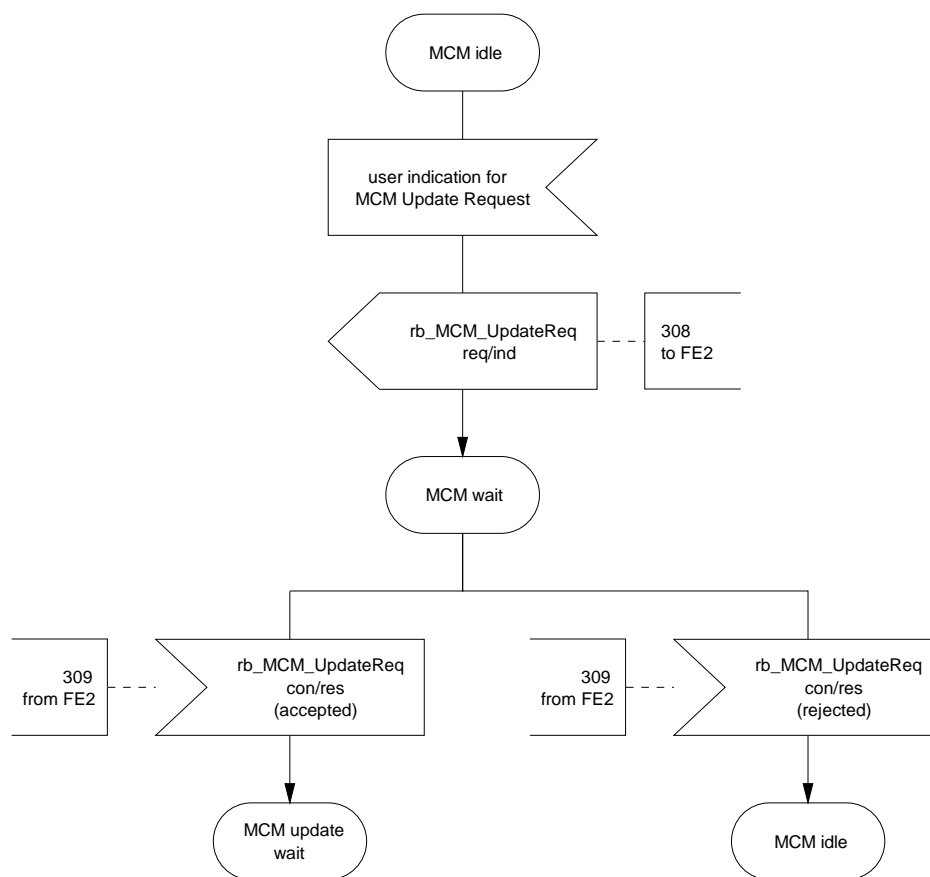 MCM idle
user indication for
MCM Update Request
rb_MCM_UpdateReq
req/ind
308
to FE2
MCM wait
309
from FE2
rb_MCM_UpdateReq
con/res
(accepted)
309
from FE2
rb_MCM_UpdateReq
con/res
(rejected)
MCM update
wait
MCM idle